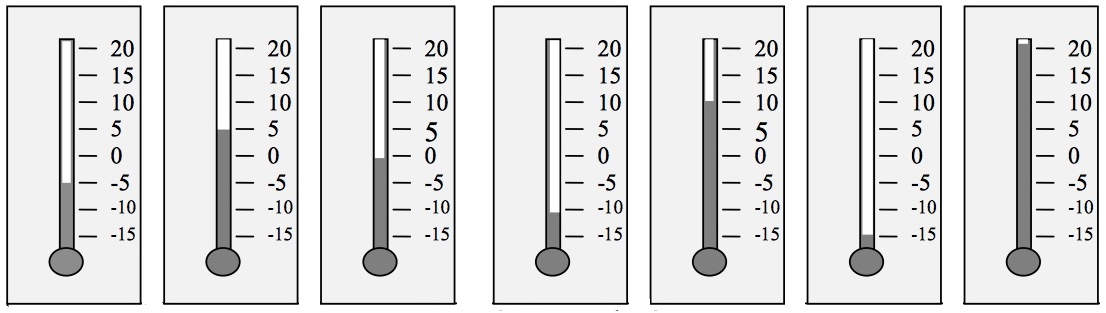 20 20 20 20 20 20 20
15 15 15 15 15 15 15
10 10 10 10 10 10 10
5 5 5 5 5 5 5
0 0 0 0 0 0 0
-5 -5 -5 -5 -5 -5 -5
-10 -10 -10 -10 -10 -10 -10
-15 -15 -15 -15 -15 -15 -15